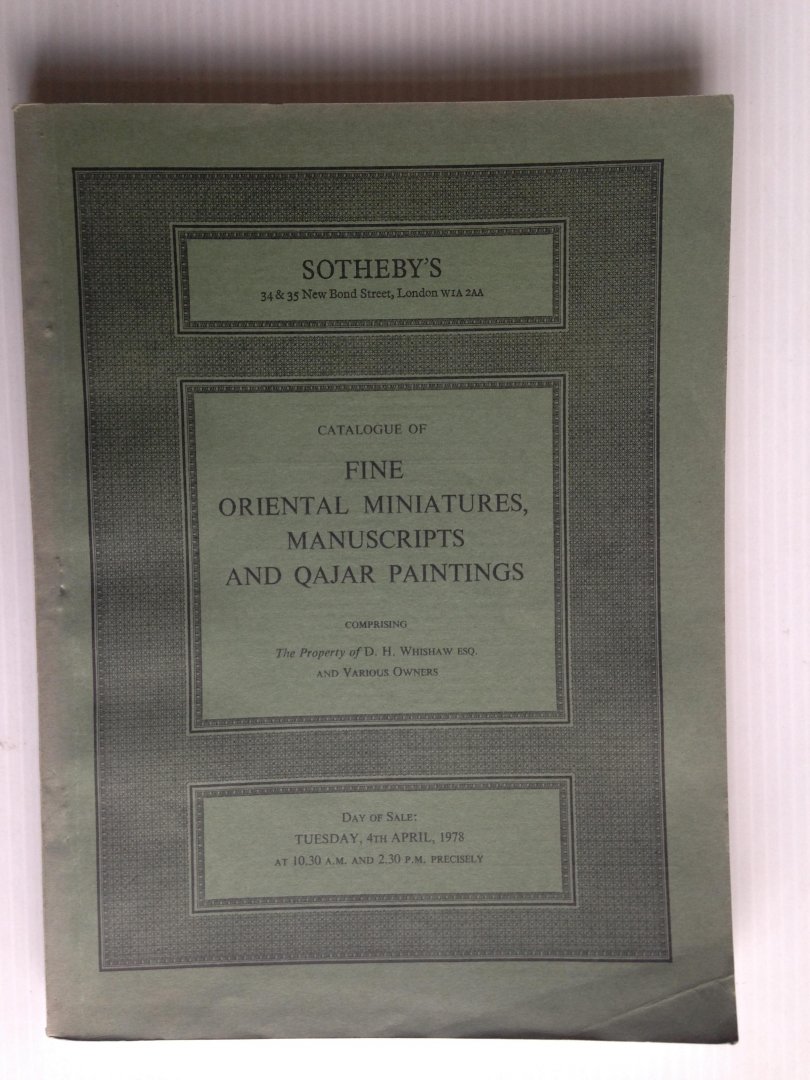 SOTHEBY'S
34 & 35 New Bond Street, London W1A 2AA
CATALOGUE OF
FINE
ORIENTAL MINIATURES,
MANUSCRIPTS
AND QAJAR PAINTINGS
COMPRISING
The Property of D. H. WHISHAW ESQ.
AND VARIOUS OWNERS
DAY OF SALE:
TUESDAY, 4TH APRIL, 1978
AT 10.30 A.M. AND 2.30 P.M. PRECISELY